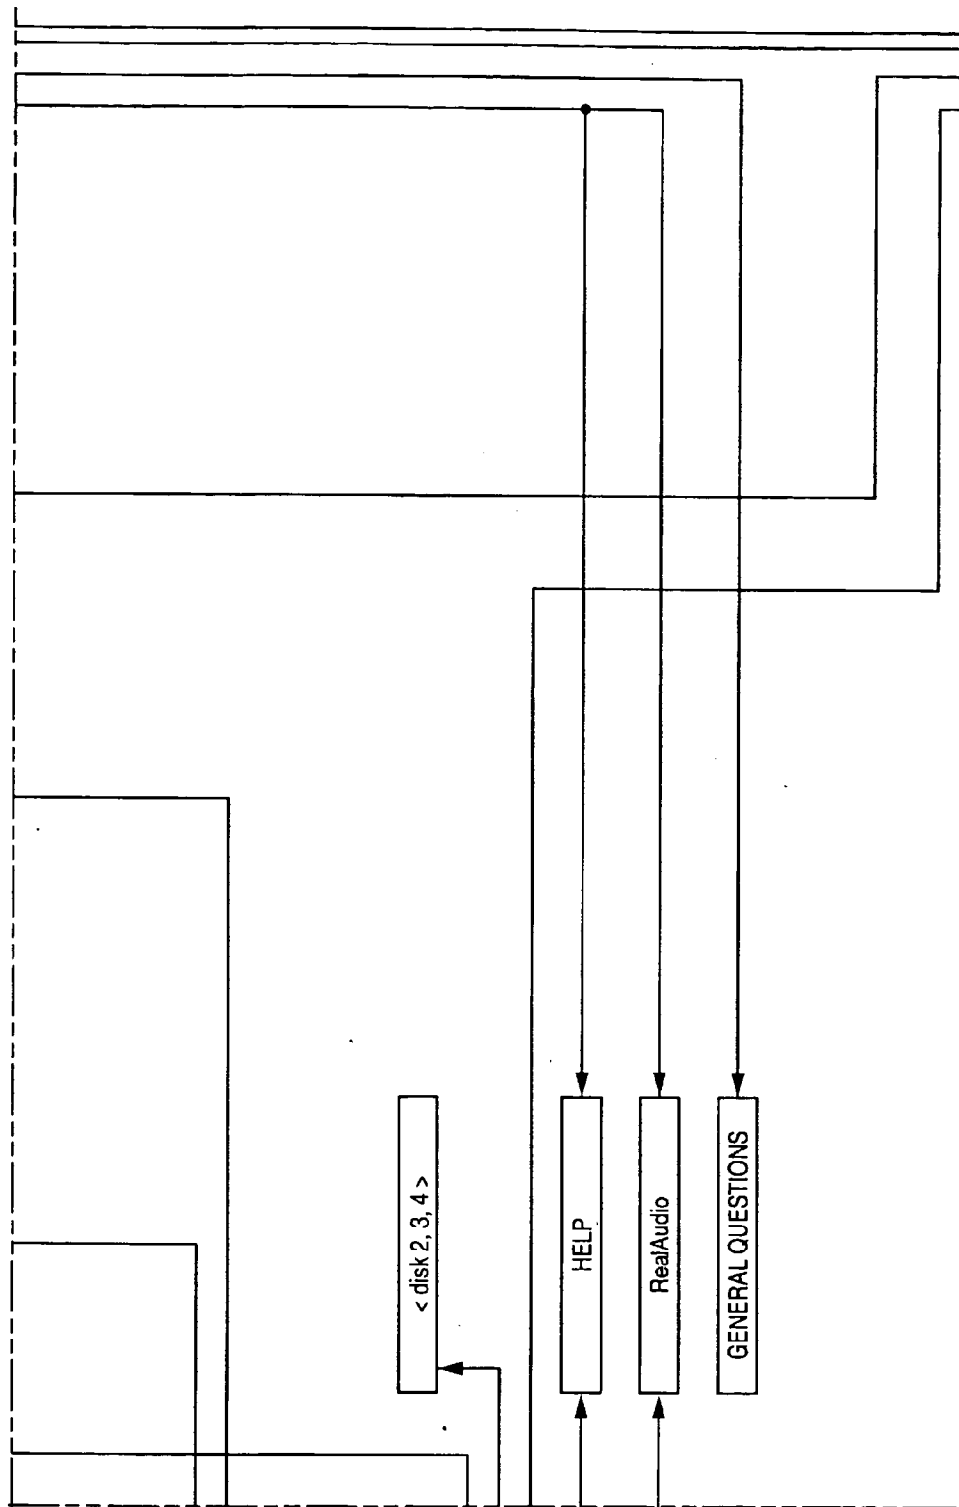 < disk 2, 3, 4 >
HELP
RealAudio
GENERAL QUESTIONS